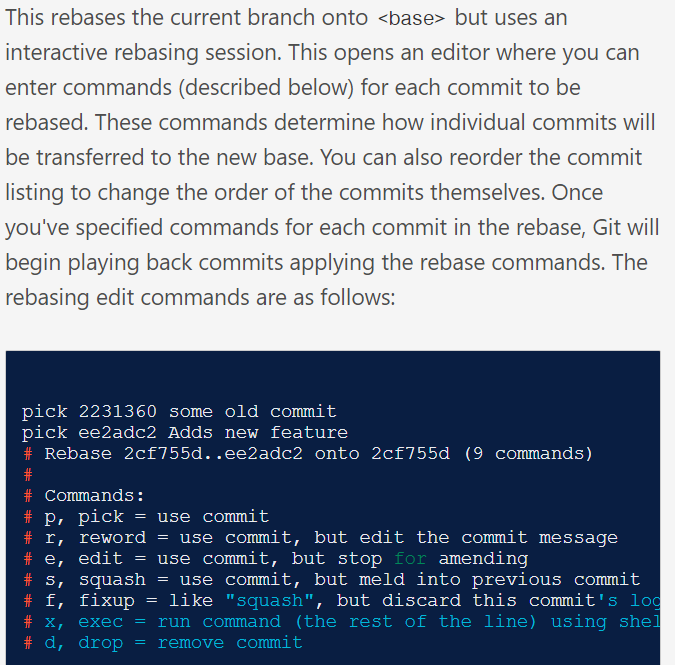 This rebases the current branch onto <base> but uses an
interactive rebasing session. This opens an editor where you can
enter commands (described below) for each commit to be
rebased. These commands determine how individual commits will
be transferred to the new base. You can also reorder the commit
listing to change the order of the commits themselves. Once
you've specified commands for each commit in the rebase, Git will
begin playing back commits applying the rebase commands. The
rebasing edit commands are as follows:
pick 2231360 some old commit
pick ee2adc2 Adds new feature
# Rebase 2cf755d..ee2adc2 onto 2cf755d (9 commands)
#
# Commands:
# p, pick = use commit
# r, reword = use commit, but edit the commit message
# e, edit = use commit, but stop for amending
# s, squash = use commit, but meld into previous commit
# f, fixup = like "squash", but discard this commit's log
# x, exec = run command (the rest of the line) using shel
# d, drop = remove commit